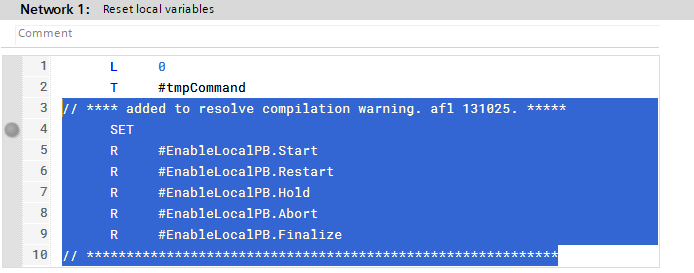 Network 1: Reset local variables
Comment
1 L 0
2 T #tmpCommand
3 // **** added to resolve compilation warning. afl 131025. *****
4 SET
5 R #EnableLocalPB.Start
6 R #EnableLocalPB.Restart
7 R #EnableLocalPB.Hold
8 R #EnableLocalPB.Abort
9 R #EnableLocalPB.Finalize
10 // ***********************************************************